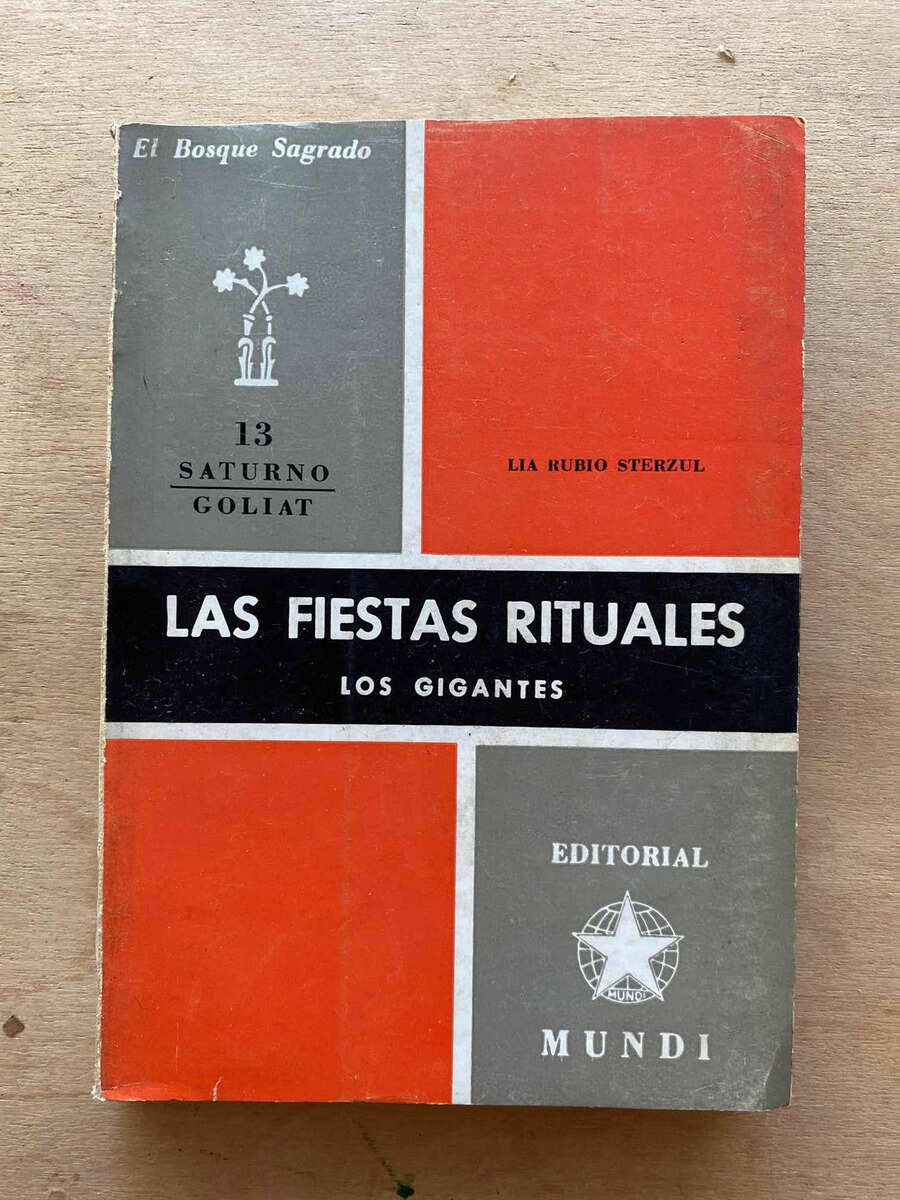 El Bosque Sagrado
13
SATURNO
GOLIAT
LIA RUBIO STERZUL
LAS FIESTAS RITUALES
LOS GIGANTES
EDITORIAL
MUNDI
MUNDI